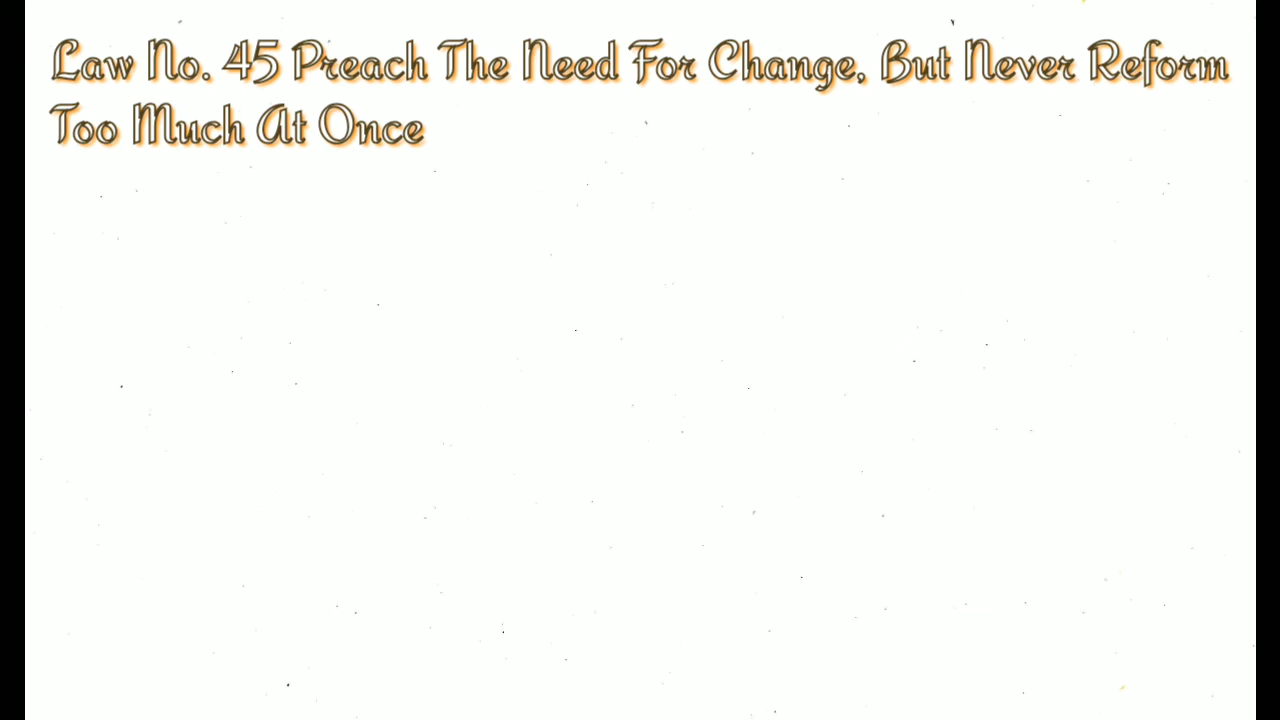 Law No. 45 Preach The Need For Change, But Never Reform
Too Much At Once